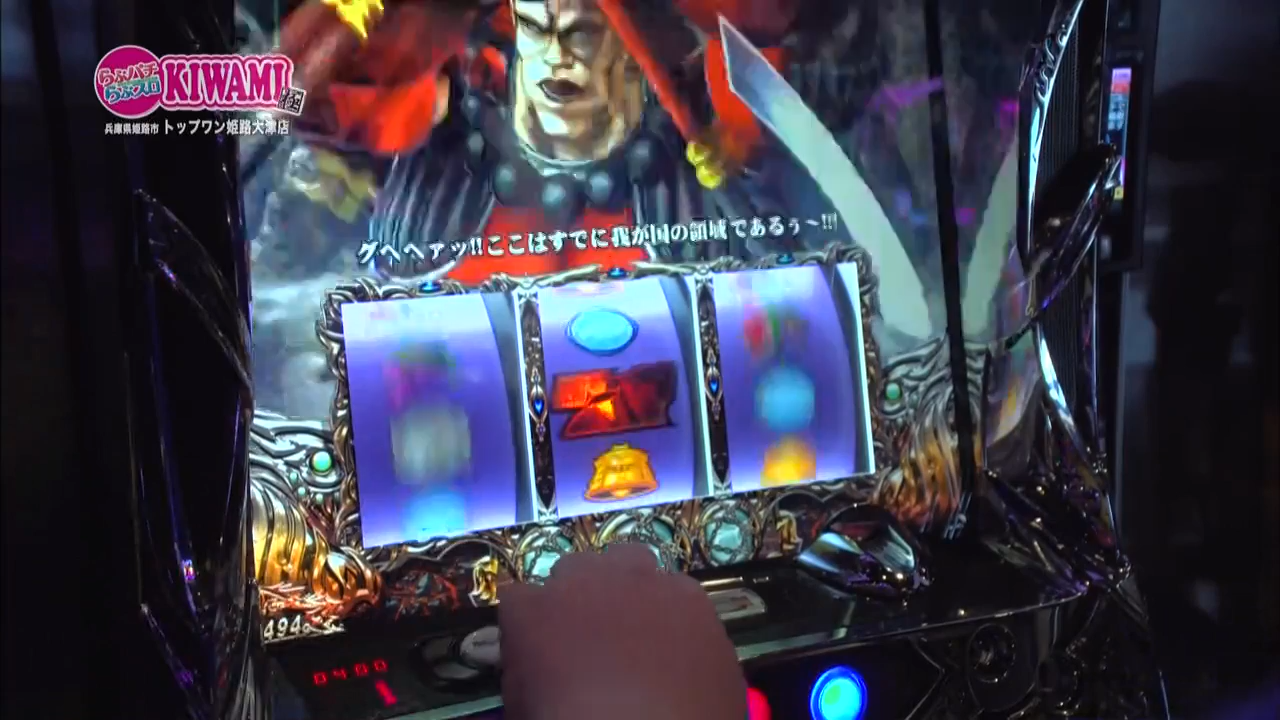 らぶパチ
らぶスロ KIWAMI 極
兵庫県姫路市 トップワン姫路大津店
グヘヘァッ!!ここはすでに我が国の領域であるぅ~!!!
494